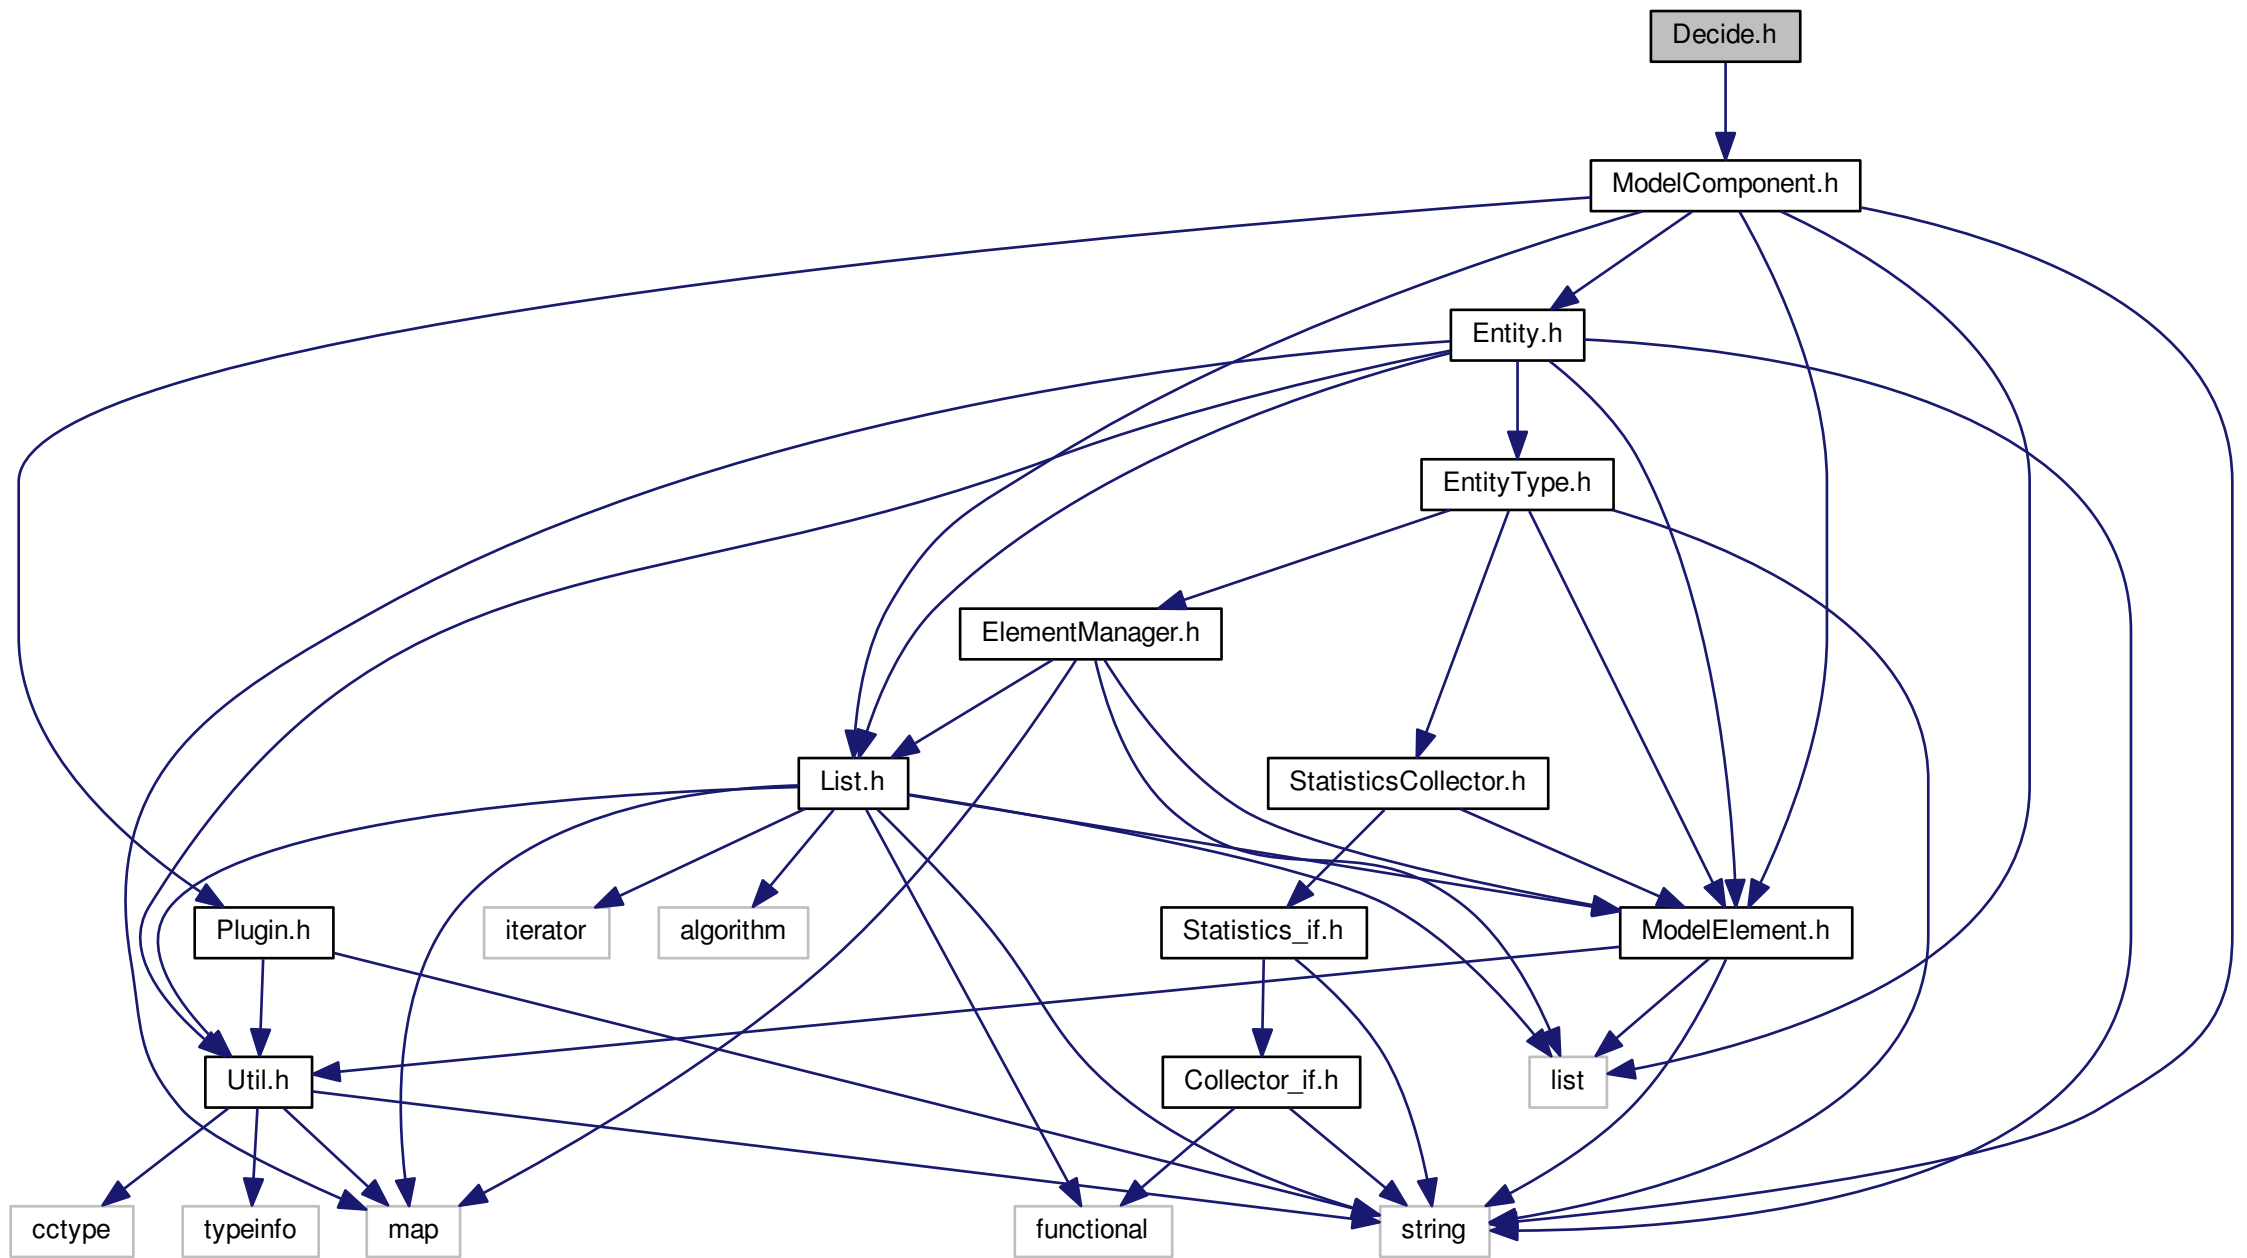 Decide.h
ModelComponent.h
Entity.h
EntityType.h
ElementManager.h
List.h
StatisticsCollector.h
Plugin.h
iterator
algorithm
Statistics_if.h
ModelElement.h
Util.h
Collector_if.h
list
cctype
typeinfo
map
functional
string